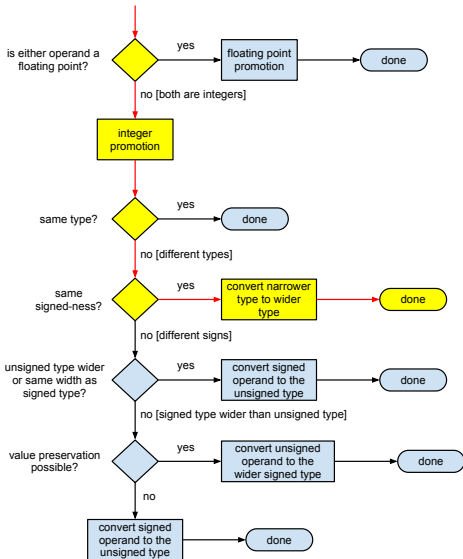 is either operand a
floating point?
yes
floating point
promotion
done
no [both are integers]
integer
promotion
same type?
yes
done
no [different types]
same
signed-ness?
yes
convert narrower
type to wider
type
done
no [different signs]
unsigned type wider
or same width as
signed type?
yes
convert signed
operand to the
unsigned type
done
no [signed type wider than unsigned type]
value preservation
possible?
yes
convert unsigned
operand to the
wider signed type
done
no
convert signed
operand to the
unsigned type
done